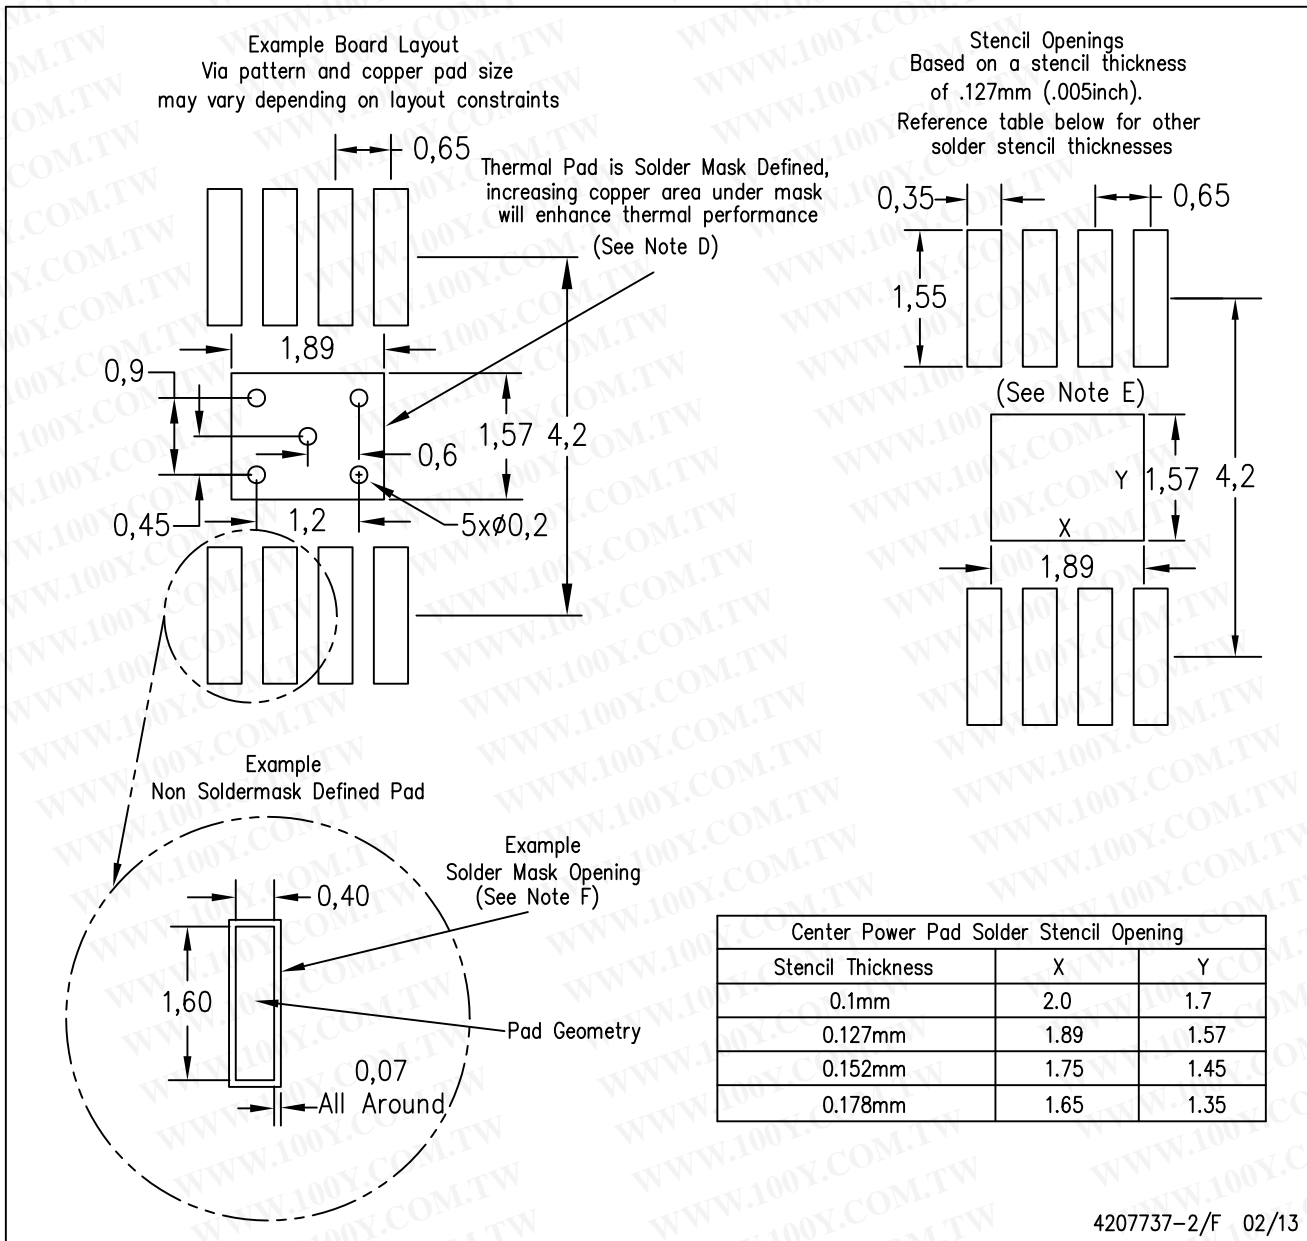 Example Board Layout
Via pattern and copper pad size
may vary depending on layout constraints
0,65
Thermal Pad is Solder Mask Defined,
increasing copper area under mask
will enhance thermal performance
(See Note D)
1,89
0,9
1,57
4,2
0,6
0,45
1,2
5xø0,2
Example
Non Soldermask Defined Pad
Example
Solder Mask Opening
(See Note F)
0,40
1,60
Pad Geometry
0,07
All Around
Stencil Openings
Based on a stencil thickness
of .127mm (.005inch).
Reference table below for other
solder stencil thicknesses
0,35
0,65
1,55
(See Note E)
Y
1,57
4,2
X
1,89
Center Power Pad Solder Stencil Opening
Stencil Thickness X Y
0.1mm 2.0 1.7
0.127mm 1.89 1.57
0.152mm 1.75 1.45
0.178mm 1.65 1.35
4207737-2/F 02/13
WWW.100Y.COM.TW